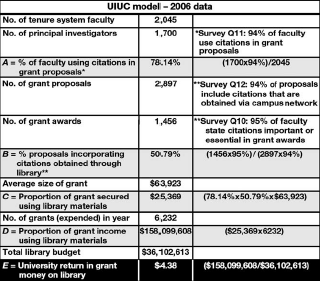 UIUC model – 2006 data
No. of tenure system faculty 2,045
No. of principal investigators 1,700 *Survey Q11: 94% of faculty
use citations in grant
proposals
A = % of faculty using citations in
grant proposals* 78.14% (1700x94%)/2045
No. of grant proposals 2,897 **Survey Q12: 94% of proposals
include citations that are
obtained via campus network
No. of grant awards 1,456 **Survey Q10: 95% of faculty
state citations important or
essential in grant awards
B = % proposals incorporating
citations obtained through
library** 50.79% (1456x95%)/(2897x94%)
Average size of grant $63,923
C = Proportion of grant secured
using library materials $25,369 (78.14%x50.79%x$63,923)
No. of grants (expended) in year 6,232
D = Proportion of grant income
using library materials $158,099,608 ($25,369x6232)
Total library budget $36,102,613
E = University return in grant
money on library $4.38 ($158,099,608/$36,102,613)